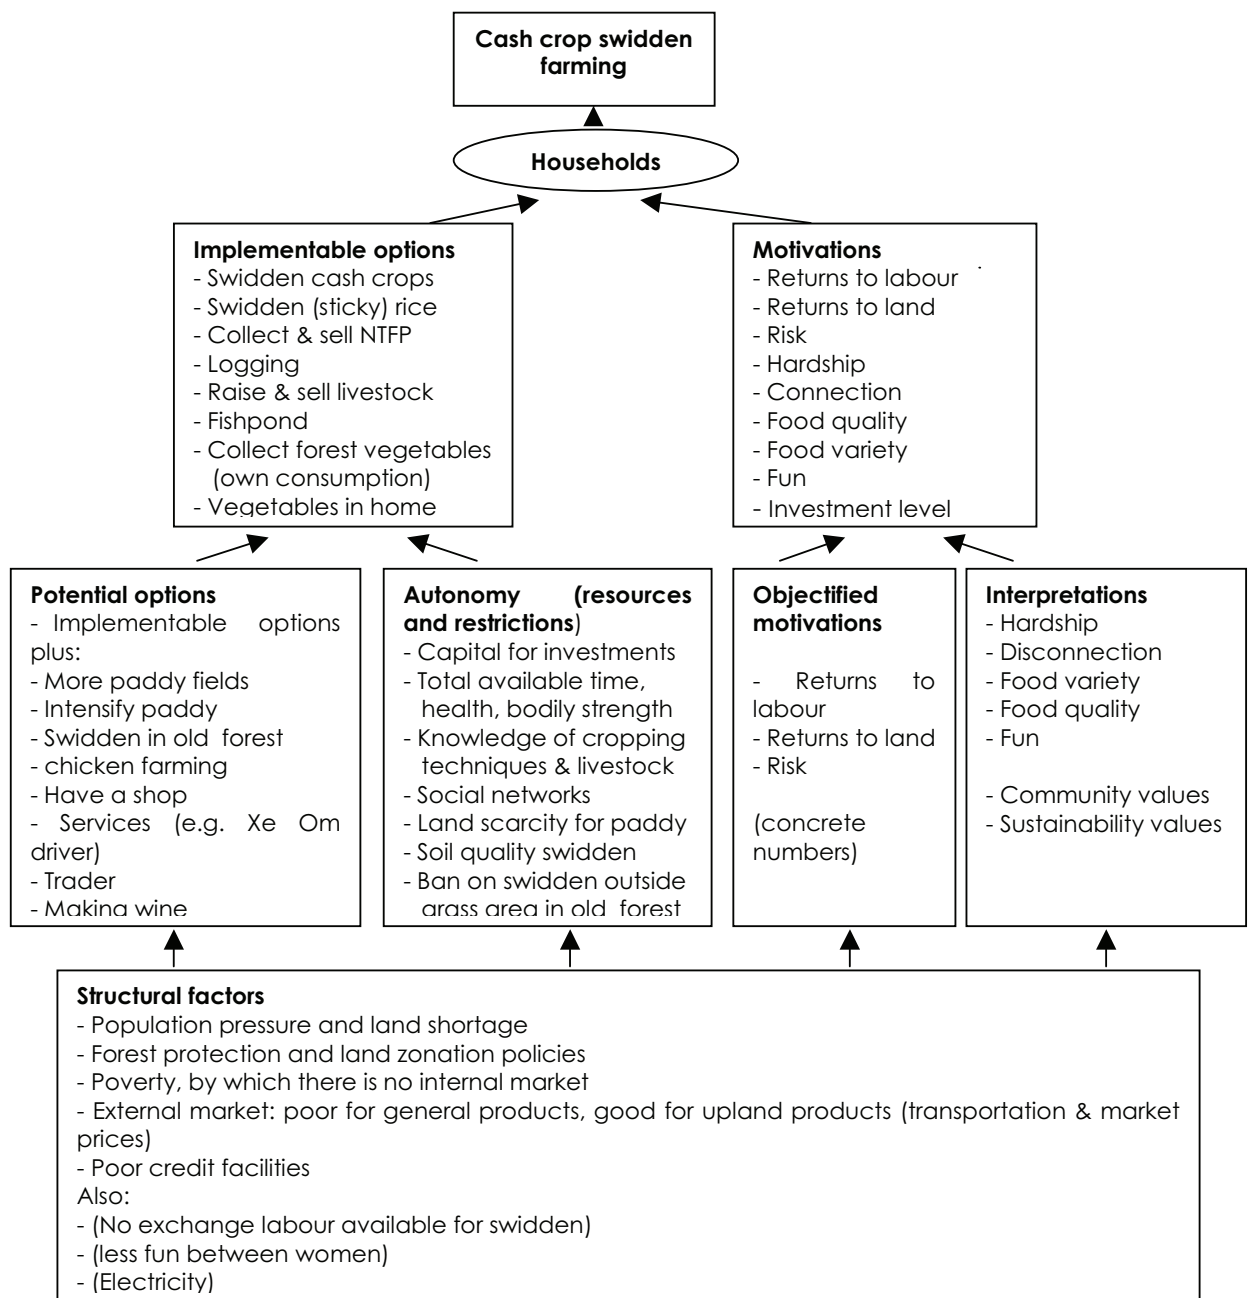 Cash crop swidden
farming
Households
Implementable options
- Swidden cash crops
- Swidden (sticky) rice
- Collect & sell NTFP
- Logging
- Raise & sell livestock
- Fishpond
- Collect forest vegetables
(own consumption)
- Vegetables in home
Motivations
- Returns to labour
- Returns to land
- Risk
- Hardship
- Connection
- Food quality
- Food variety
- Fun
- Investment level
Potential options
- Implementable options
plus:
- More paddy fields
- Intensify paddy
- Swidden in old forest
- chicken farming
- Have a shop
- Services (e.g. Xe Om
driver)
- Trader
- Making wine
Autonomy (resources
and restrictions)
- Capital for investments
- Total available time,
health, bodily strength
- Knowledge of cropping
techniques & livestock
- Social networks
- Land scarcity for paddy
- Soil quality swidden
- Ban on swidden outside
grass area in old forest
Objectified
motivations
- Returns to
labour
- Returns to land
- Risk
(concrete
numbers)
Interpretations
- Hardship
- Disconnection
- Food variety
- Food quality
- Fun
- Community values
- Sustainability values
Structural factors
- Population pressure and land shortage
- Forest protection and land zonation policies
- Poverty, by which there is no internal market
- External market: poor for general products, good for upland products (transportation & market
prices)
- Poor credit facilities
Also:
- (No exchange labour available for swidden)
- (less fun between women)
- (Electricity)